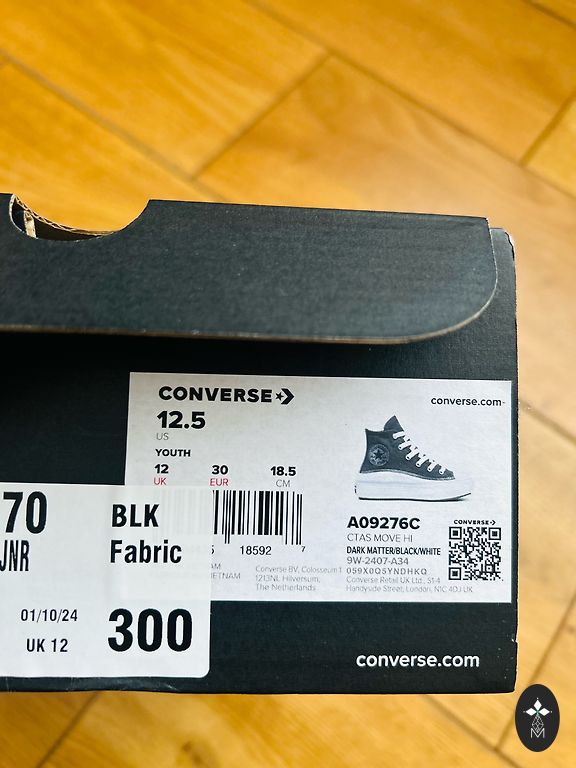 CONVERSE
converse.com
12.5
US
YOUTH
12 30 18.5
UK EUR CM
A09276C
CTAS MOVE HI
DARK MATTER/BLACK/WHITE
9W-2407-A34
059X0Q5YNDHKQ
Converse Retail UK Ltd., S1-4
Handyside Street, London, N1C 4DJ UK
CONVERSE
5 18592 7
Converse BV, Colosseum 1
1213NL Hilversum,
The Netherlands
70
JNR
BLK
Fabric
01/10/24
UK 12
300
converse.com
M